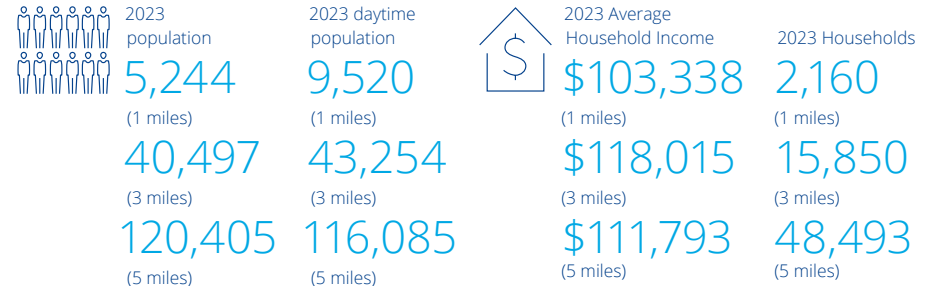 2023
population
5,244
(1 miles)
40,497
(3 miles)
120,405
(5 miles)
2023 daytime
population
9,520
(1 miles)
43,254
(3 miles)
116,085
(5 miles)
$
2023 Average
Household Income
$103,338
(1 miles)
$118,015
(3 miles)
$111,793
(5 miles)
2023 Households
2,160
(1 miles)
15,850
(3 miles)
48,493
(5 miles)